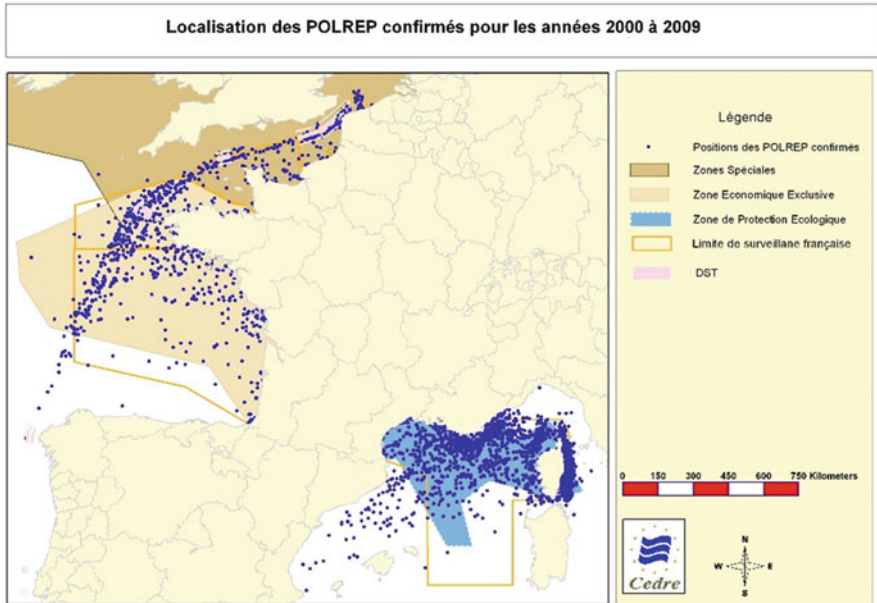 Localisation des POLREP confirmés pour les années 2000 à 2009
Légende
Positions des POLREP confirmés
Zones Spéciales
Zone Economique Exclusive
Zone de Protection Ecologique
Limite de surveillane française
DST
0 150 300 450 600 750 Kilometers
Cedre
N
W E
S